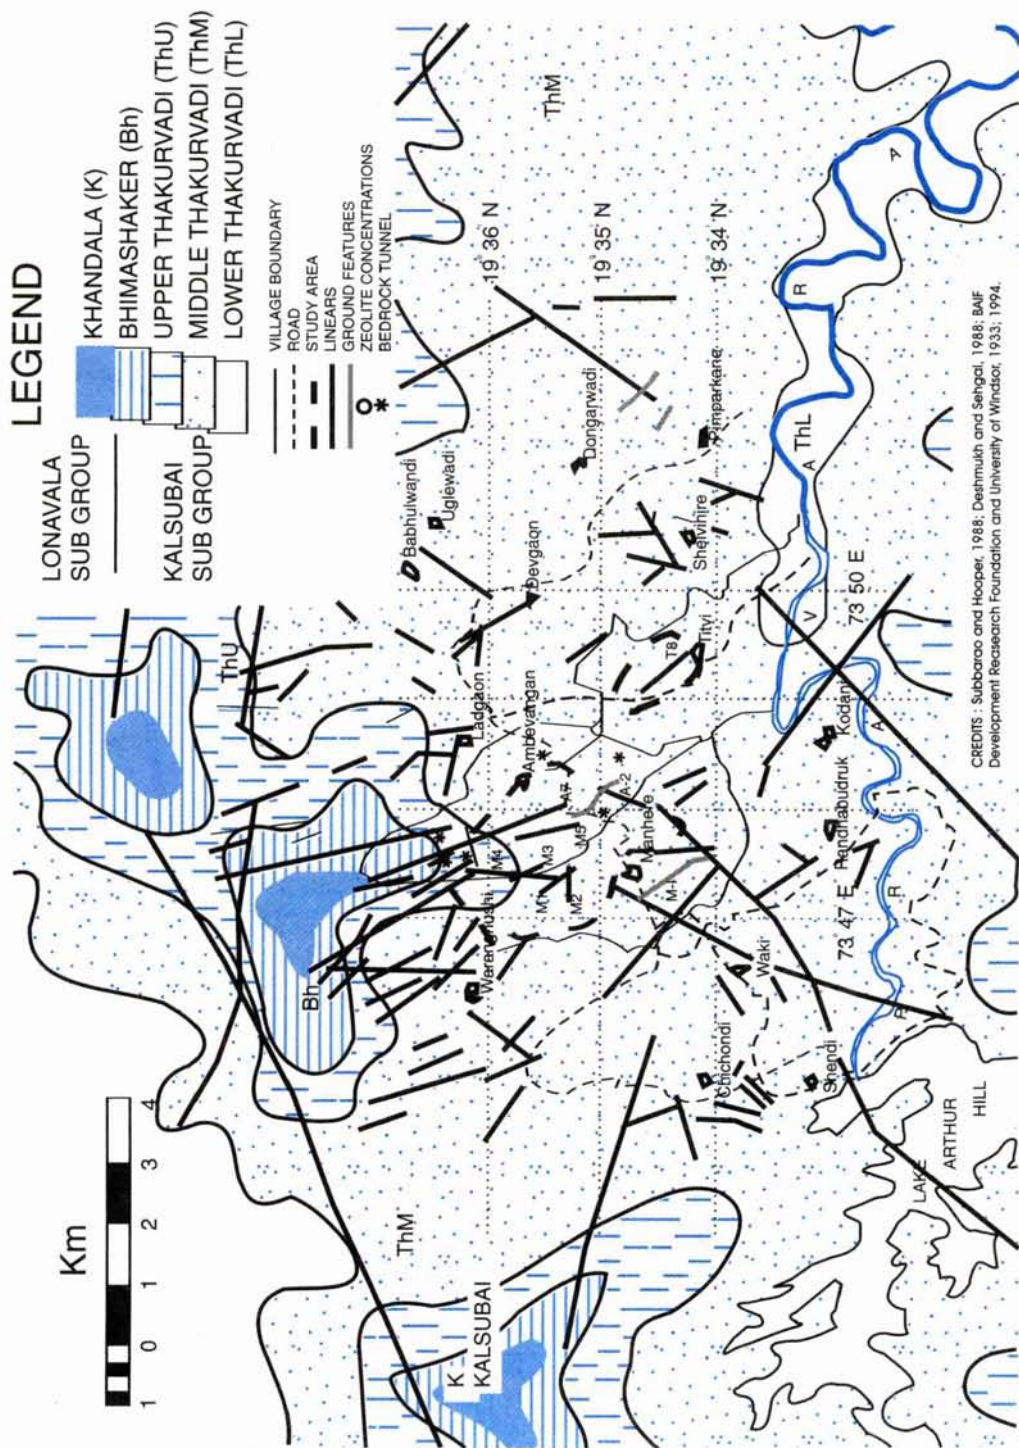 LEGEND
LONAVALA
SUB GROUP
KALSUBAI
SUB GROUP
KHANDALA (K)
BHIMASHAKER (Bh)
UPPER THAKURVADI (ThU)
MIDDLE THAKURVADI (ThM)
LOWER THAKURVADI (ThL)
VILLAGE BOUNDARY
ROAD
STUDY AREA
LINEARS
GROUND FEATURES
ZEOLITE CONCENTRATIONS
BEDROCK TUNNEL
Km
1 0 1 2 3 4
ThU
Bh
ThM
ThM
K
KALSUBAI
Babhulwandi
Uglewadi
Ladgaon
Devgaon
Ambevangan
Dongarwadi
Pimparkane
Shelvihire
Tityi
T8
A7
A-2
M4
M5
M3
M1
M2
M-I
Manhere
Waki
Chichondi
Shendi
Randhabudruk
Kodani
19° 36' N
19° 35' N
19° 34' N
73° 47' E
73° 50' E
ThL
P R A V A R A
R A
LAKE
ARTHUR
HILL
CREDITS : Subbarao and Hooper, 1988; Deshmukh and Sehgal, 1988; BAIF
Development Reasearch Foundation and University of Windsor, 1933; 1994.